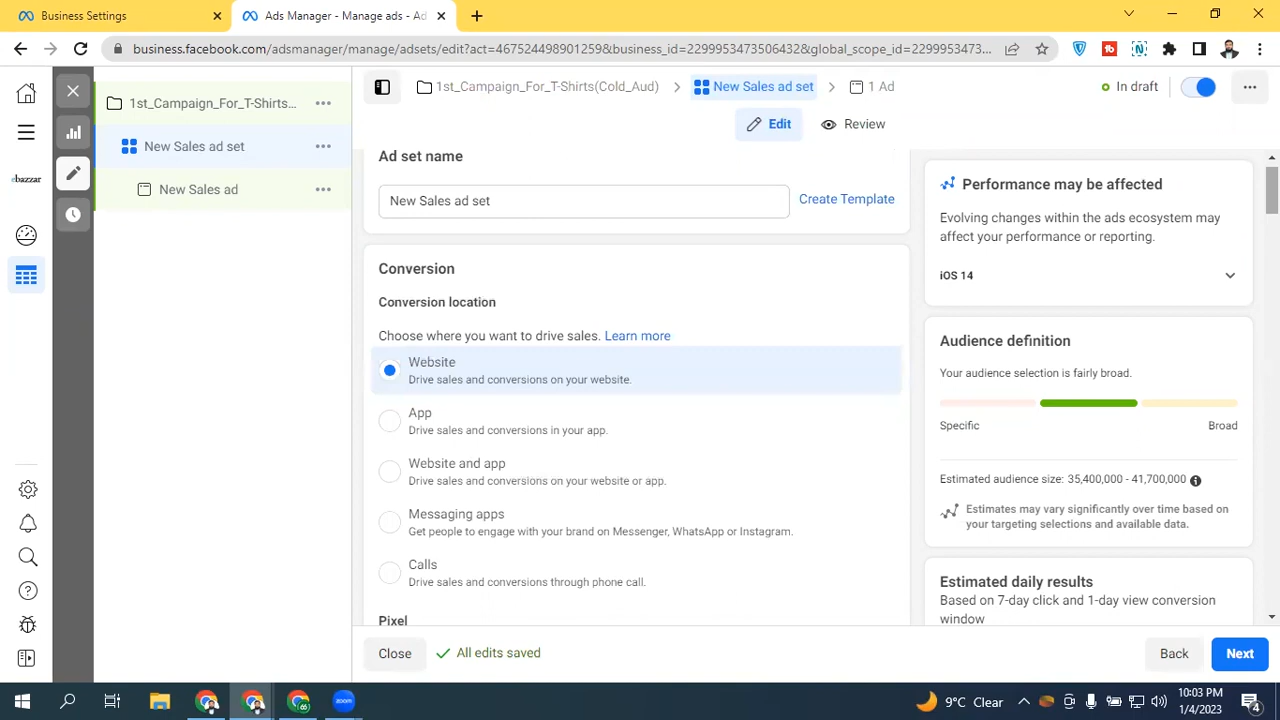 Business Settings
Ads Manager - Manage ads - Ad
business.facebook.com/adsmanager/manage/adsets/edit?act=467524498901259&business_id=22999534735064​32&global_scope_id=2299953473...
1st_Campaign_For_T-Shirts(Cold_Aud)
New Sales ad set
1 Ad
In draft
1st_Campaign_For_T-Shirts...
Edit
Review
New Sales ad set
New Sales ad
ebazzar
Ad set name
New Sales ad set
Create Template
Conversion
Conversion location
Choose where you want to drive sales. Learn more
Website
Drive sales and conversions on your website.
App
Drive sales and conversions in your app.
Website and app
Drive sales and conversions on your website or app.
Messaging apps
Get people to engage with your brand on Messenger, WhatsApp or Instagram.
Calls
Drive sales and conversions through phone call.
Pixel
Performance may be affected
Evolving changes within the ads ecosystem may
affect your performance or reporting.
iOS 14
Audience definition
Your audience selection is fairly broad.
Specific
Broad
Estimated audience size: 35,400,000 - 41,700,000
Estimates may vary significantly over time based on
your targeting selections and available data.
Estimated daily results
Based on 7-day click and 1-day view conversion
window
Close
All edits saved
Back
Next
zoom
9°C Clear
10:03 PM
1/4/2023
4